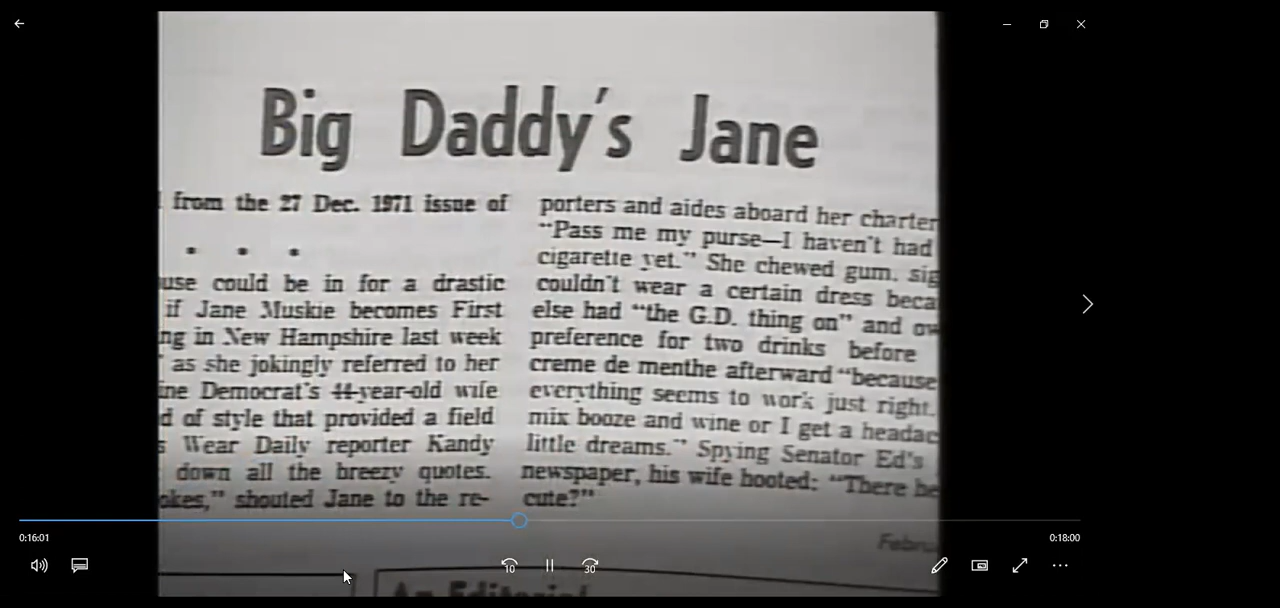 Big Daddy's Jane
from the 27 Dec. 1971 issue of
* * *
use could be in for a drastic
if Jane Muskie becomes First
ng in New Hampshire last week
" as she jokingly referred to her
ine Democrat's 44-year-old wife
d of style that provided a field
s Wear Daily reporter Kandy
down all the breezy quotes.
okes," shouted Jane to the re-
porters and aides aboard her charter
"Pass me my purse—I haven't had
cigarette yet." She chewed gum, sig
couldn't wear a certain dress beca
else had "the G.D. thing on" and ow
preference for two drinks before
creme de menthe afterward "because
everything seems to work just right.
mix booze and wine or I get a headac
little dreams." Spying Senator Ed's
newspaper, his wife hooted: "There he
cute?"
Februa
An Editorial
0:16:01
0:18:00
10
30